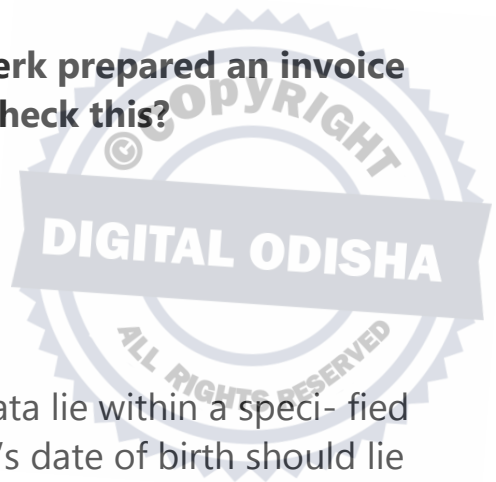 erk prepared an invoice
heck this?
© COPYRIGHT
DIGITAL ODISHA
ALL RIGHTS RESERVED
ata lie within a speci- fied
's date of birth should lie